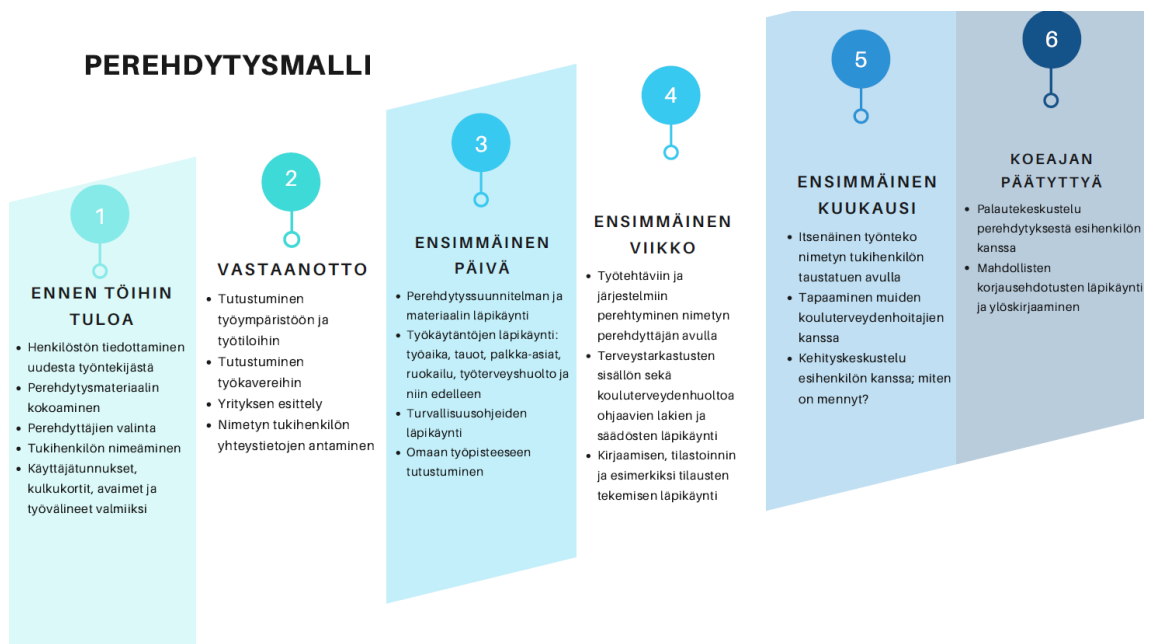 PEREHDYTYSMALLI
1
ENNEN TÖIHIN
TULOA
• Henkilöstön tiedottaminen
uudesta työntekijästä
• Perehdytysmateriaalin
kokoaminen
• Perehdyttäjien valinta
• Tukihenkilön nimeäminen
• Käyttäjätunnukset,
kulkukortit, avaimet ja
työvälineet valmiiksi
2
VASTAANOTTO
• Tutustuminen
työympäristöön ja
työtiloihin
• Tutustuminen
työkavereihin
• Yrityksen esittely
• Nimetyn tukihenkilön
yhteystietojen antaminen
3
ENSIMMÄINEN
PÄIVÄ
• Perehdytyssuunnitelman ja
materiaalin läpikäynti
• Työkäytäntöjen läpikäynti:
työaika, tauot, palkka-asiat,
ruokailu, työterveyshuolto ja
niin edelleen
• Turvallisuusohjeiden
läpikäynti
• Omaan työpisteeseen
tutustuminen
4
ENSIMMÄINEN
VIIKKO
• Työtehtäviin ja
järjestelmiin
perehtyminen nimetyn
perehdyttäjän avulla
• Terveystarkastusten
sisällön sekä
kouluterveydenhuoltoa
ohjaavien lakien ja
säädösten läpikäynti
• Kirjaamisen, tilastoinnin
ja esimerkiksi tilausten
tekemisen läpikäynti
5
ENSIMMÄINEN
KUUKAUSI
• Itsenäinen työnteko
nimetyn tukihenkilön
taustatuen avulla
• Tapaaminen muiden
kouluterveydenhoitajien
kanssa
• Kehityskeskustelu
esihenkilön kanssa; miten
on mennyt?
6
KOEAJAN
PÄÄTYTTYÄ
• Palautekeskustelu
perehdytyksestä esihenkilön
kanssa
• Mahdollisten
korjausehdotusten läpikäynti
ja ylöskirjaaminen